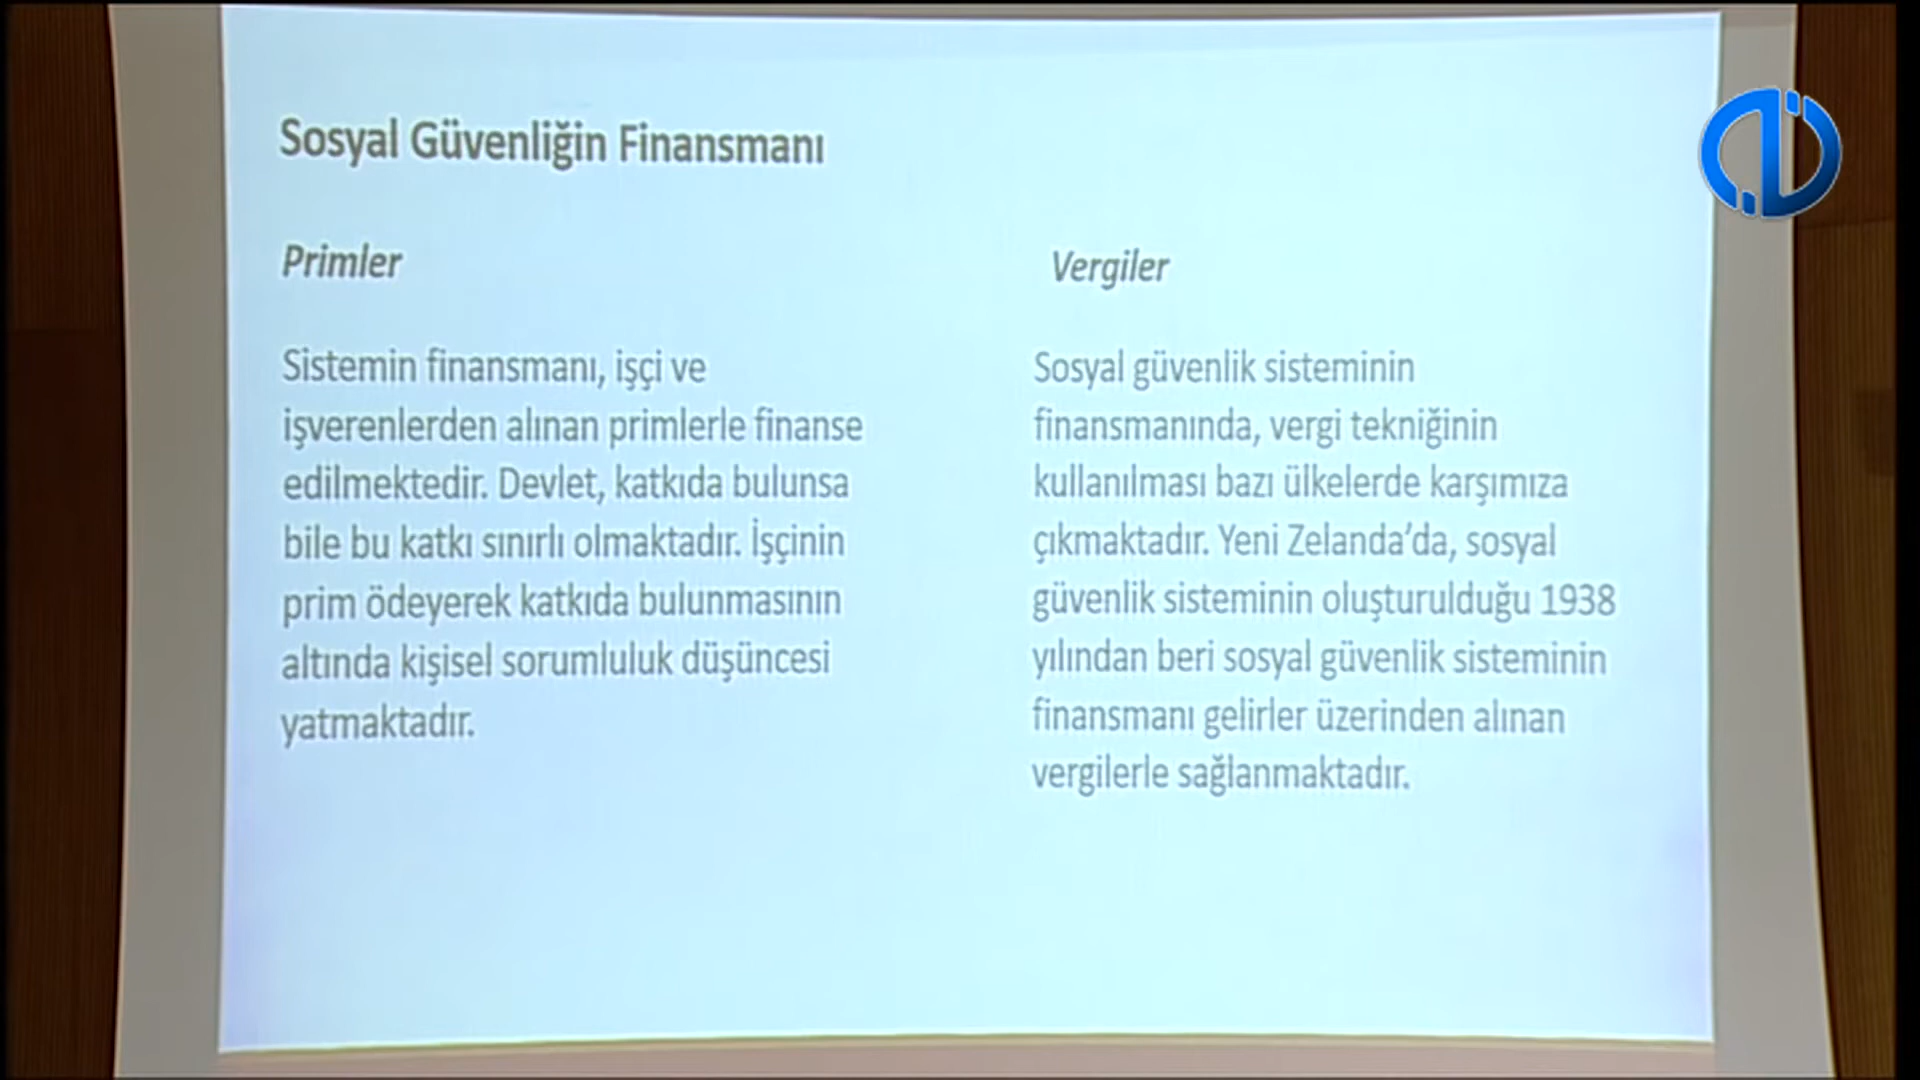 Sosyal Güvenliğin Finansmanı
Primler
Sistemin finansmanı, işçi ve
işverenlerden alınan primlerle finanse
edilmektedir. Devlet, katkıda bulunsa
bile bu katkı sınırlı olmaktadır. İşçinin
prim ödeyerek katkıda bulunmasının
altında kişisel sorumluluk düşüncesi
yatmaktadır.
Vergiler
Sosyal güvenlik sisteminin
finansmanında, vergi tekniğinin
kullanılması bazı ülkelerde karşımıza
çıkmaktadır. Yeni Zelanda’da, sosyal
güvenlik sisteminin oluşturulduğu 1938
yılından beri sosyal güvenlik sisteminin
finansmanı gelirler üzerinden alınan
vergilerle sağlanmaktadır.